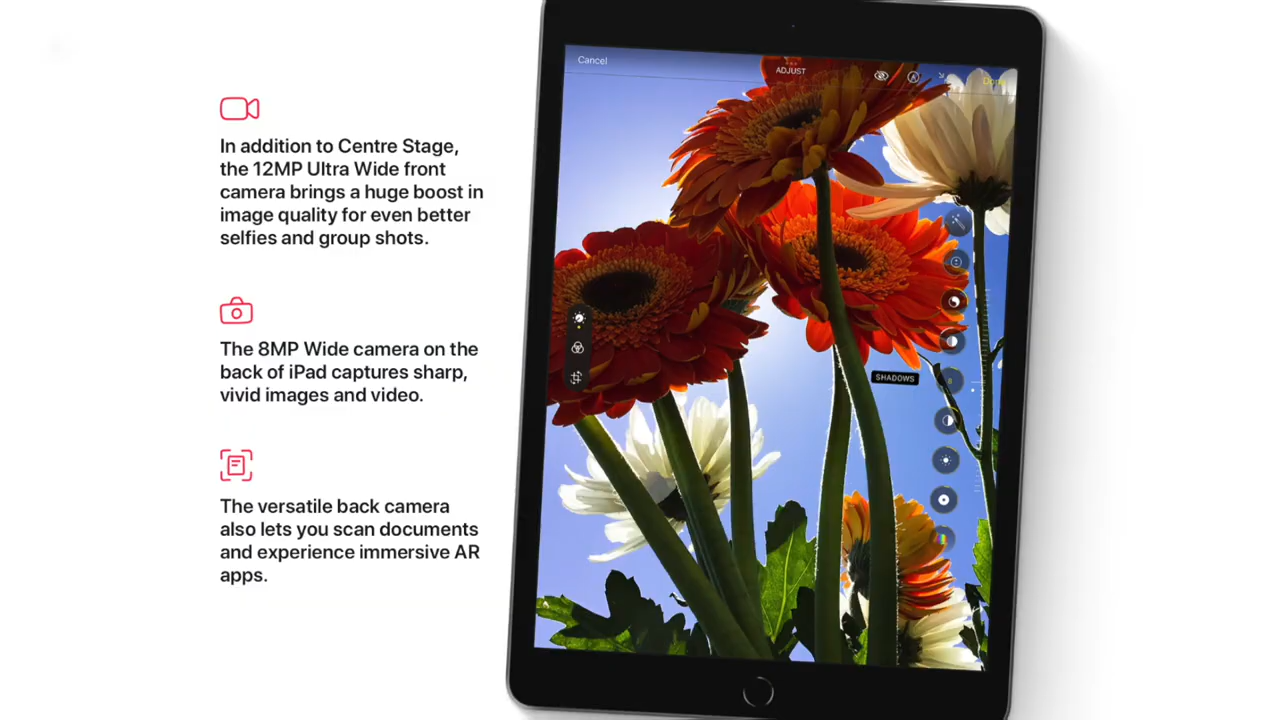 In addition to Centre Stage,
the 12MP Ultra Wide front
camera brings a huge boost in
image quality for even better
selfies and group shots.
The 8MP Wide camera on the
back of iPad captures sharp,
vivid images and video.
The versatile back camera
also lets you scan documents
and experience immersive AR
apps.
Cancel
ADJUST
Done
SHADOWS